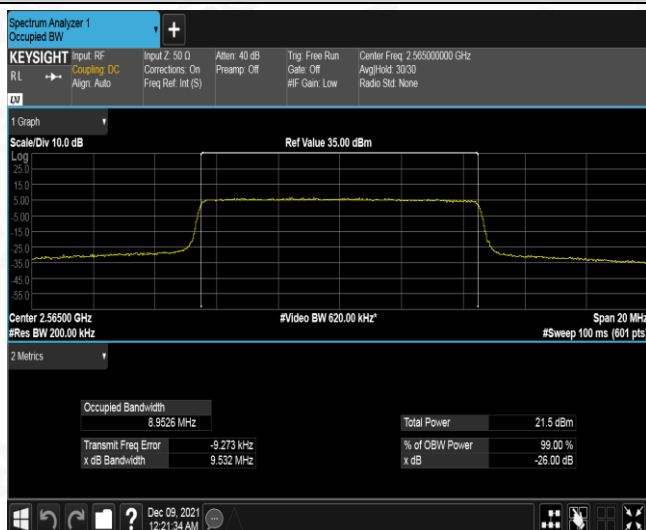 Spectrum Analyzer 1
Occupied BW
+
KEYSIGHT Input: RF Input Z: 50 Ω Atten: 40 dB Trig: Free Run Center Freq: 2.565000000 GHz
RL Coupling: DC Corrections: On Preamp: Off Gate: Off Avg|Hold: 30/30
Align: Auto Freq Ref: Int (S) #IF Gain: Low Radio Std: None
LXI
1 Graph
Scale/Div 10.0 dB Ref Value 35.00 dBm
Log
25.0
15.0
5.00
-5.00
-15.0
-25.0
-35.0
-45.0
-55.0
Center 2.56500 GHz #Video BW 620.00 kHz* Span 20 MHz
#Res BW 200.00 kHz #Sweep 100 ms (601 pts)
2 Metrics
Occupied Bandwidth
8.9526 MHz Total Power 21.5 dBm
Transmit Freq Error -9.273 kHz % of OBW Power 99.00 %
x dB Bandwidth 9.532 MHz x dB -26.00 dB
?
Dec 09, 2021
12:21:34 AM